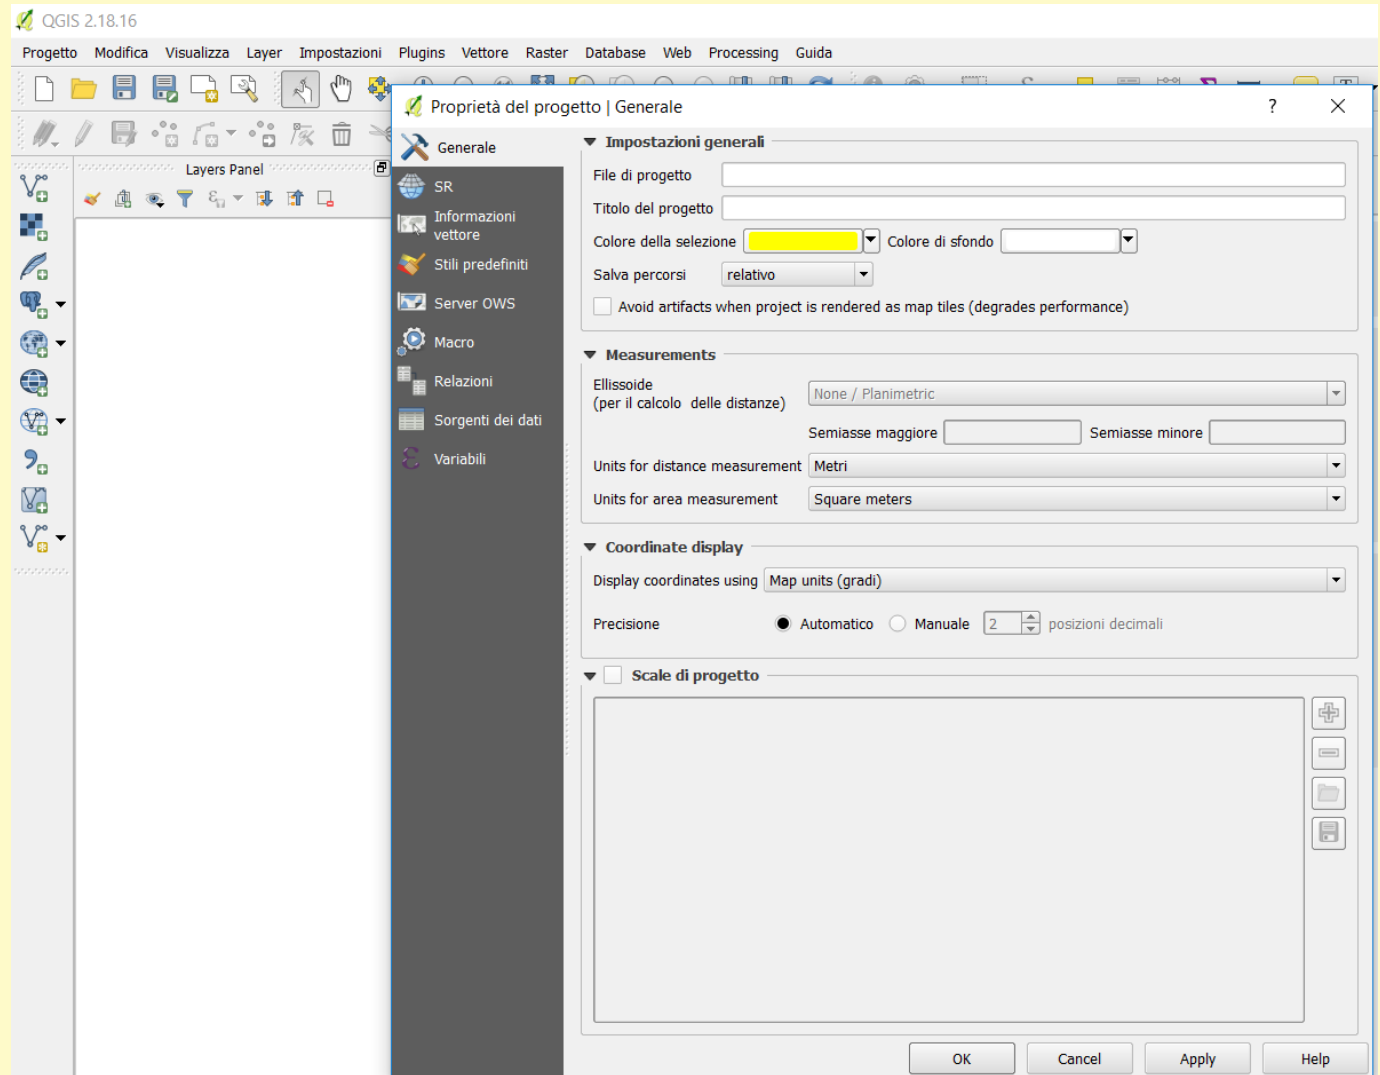 QGIS 2.18.16
Progetto Modifica Visualizza Layer Impostazioni Plugins Vettore Raster Database Web Processing Guida
Proprietà del progetto | Generale
Layers Panel
Generale
SR
Informazioni
vettore
Stili predefiniti
Server OWS
Macro
Relazioni
Sorgenti dei dati
Variabili
Impostazioni generali
File di progetto
Titolo del progetto
Colore della selezione Colore di sfondo
Salva percorsi relativo
Avoid artifacts when project is rendered as map tiles (degrades performance)
Measurements
Ellissoide
(per il calcolo delle distanze) None / Planimetric
Semiasse maggiore Semiasse minore
Units for distance measurement Metri
Units for area measurement Square meters
Coordinate display
Display coordinates using Map units (gradi)
Precisione Automatico Manuale 2 posizioni decimali
Scale di progetto
OK Cancel Apply Help